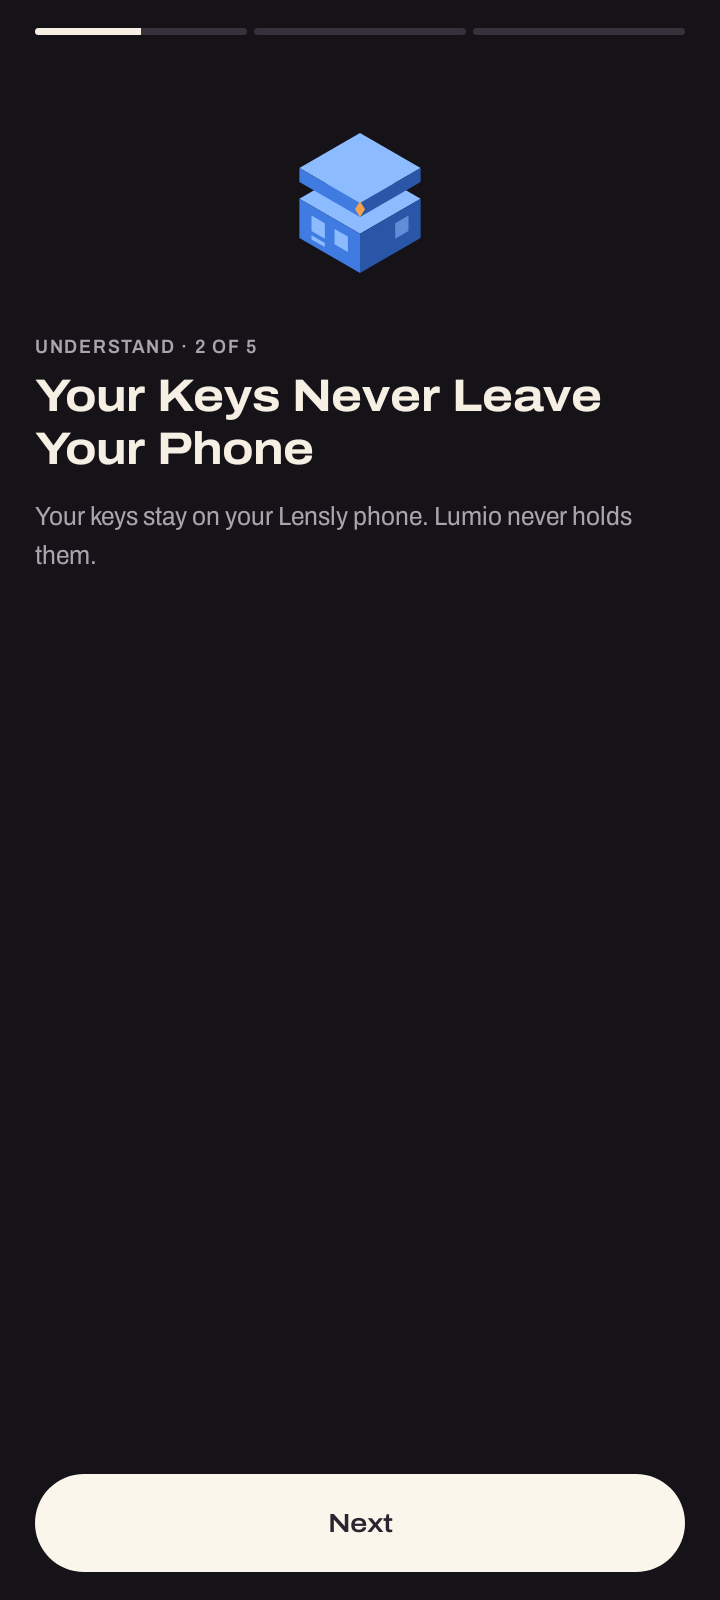 UNDERSTAND · 2 OF 5
Your Keys Never Leave
Your Phone
Your keys stay on your Lensly phone. Lumio never holds
them.
Next